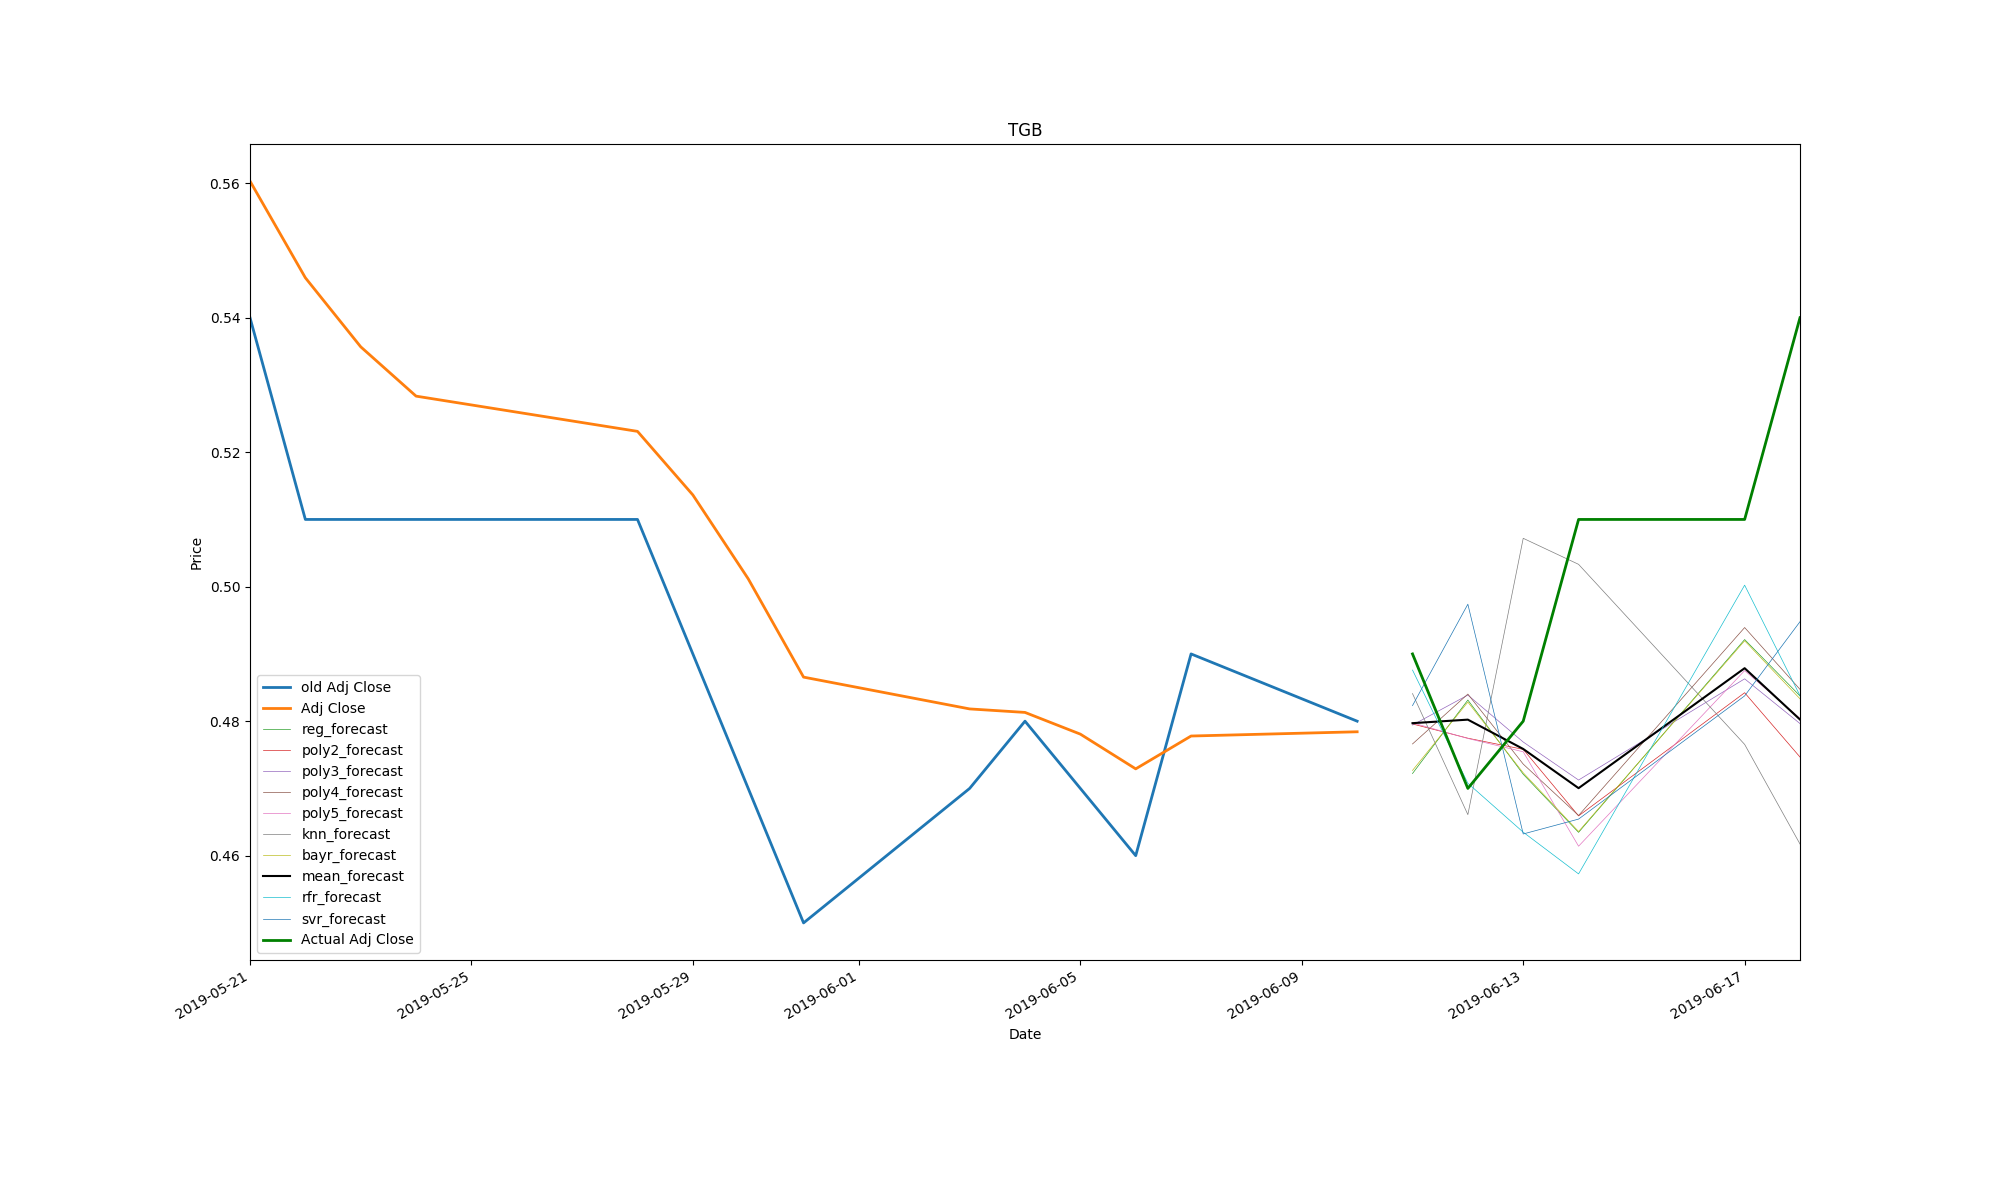 TGB
0.56
0.54
0.52
0.50
0.48
0.46
Price
old Adj Close
Adj Close
reg_forecast
poly2_forecast
poly3_forecast
poly4_forecast
poly5_forecast
knn_forecast
bayr_forecast
mean_forecast
rfr_forecast
svr_forecast
Actual Adj Close
2019-05-21
2019-05-25
2019-05-29
2019-06-01
2019-06-05
2019-06-09
2019-06-13
2019-06-17
Date